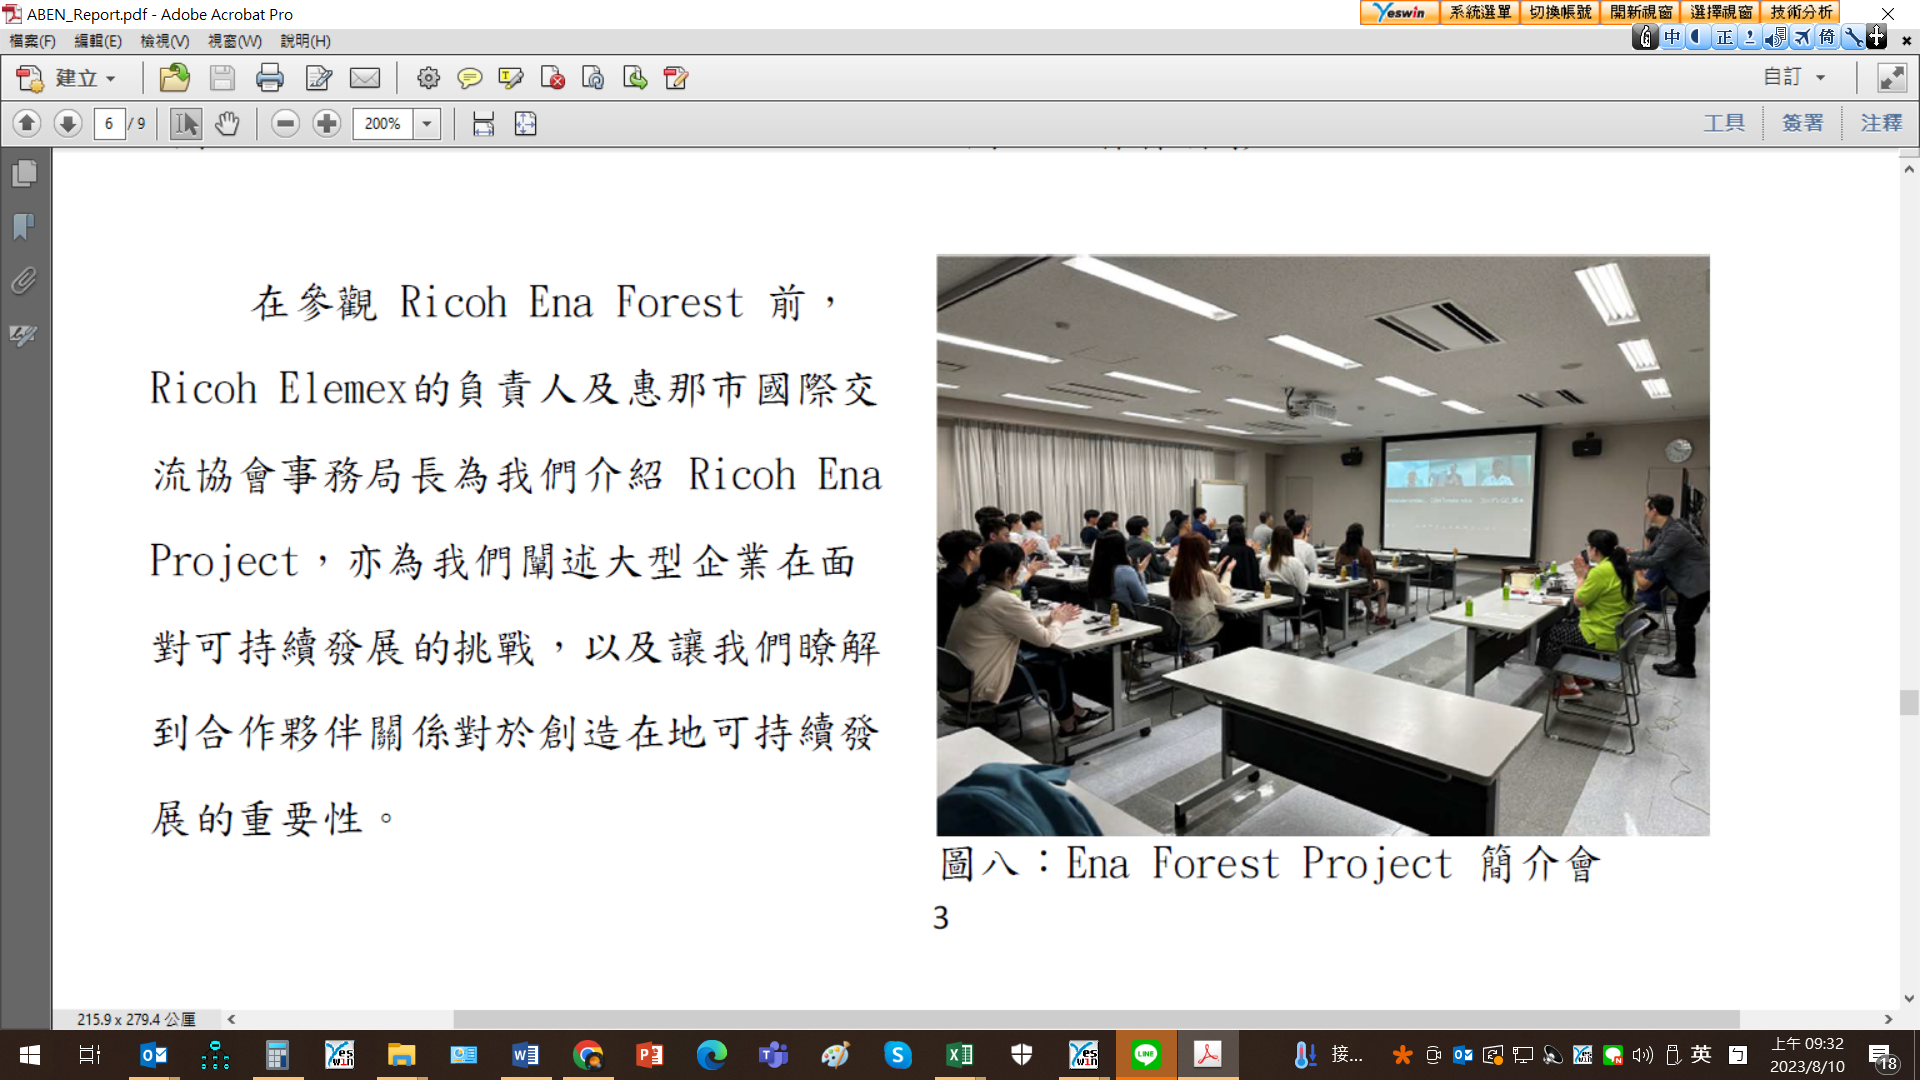 ABEN_Report.pdf - Adobe Acrobat Pro
Yeswin 系統選單 切換帳號 開新視窗 選擇視窗 技術分析
檔案(F) 編輯(E) 檢視(V) 視窗(W) 說明(H)
中 正 倚
建立 自訂
6 / 9 200% 工具 簽署 注釋
在參觀 Ricoh Ena Forest 前，
Ricoh Elemex的負責人及惠那市國際交
流協會事務局長為我們介紹 Ricoh Ena
Project，亦為我們闡述大型企業在面
對可持續發展的挑戰，以及讓我們瞭解
到合作夥伴關係對於創造在地可持續發
展的重要性。
圖八：Ena Forest Project 簡介會
3
215.9 x 279.4 公厘
Yeswin LINE Yeswin 接... 英 上午 09:32
2023/8/10 18